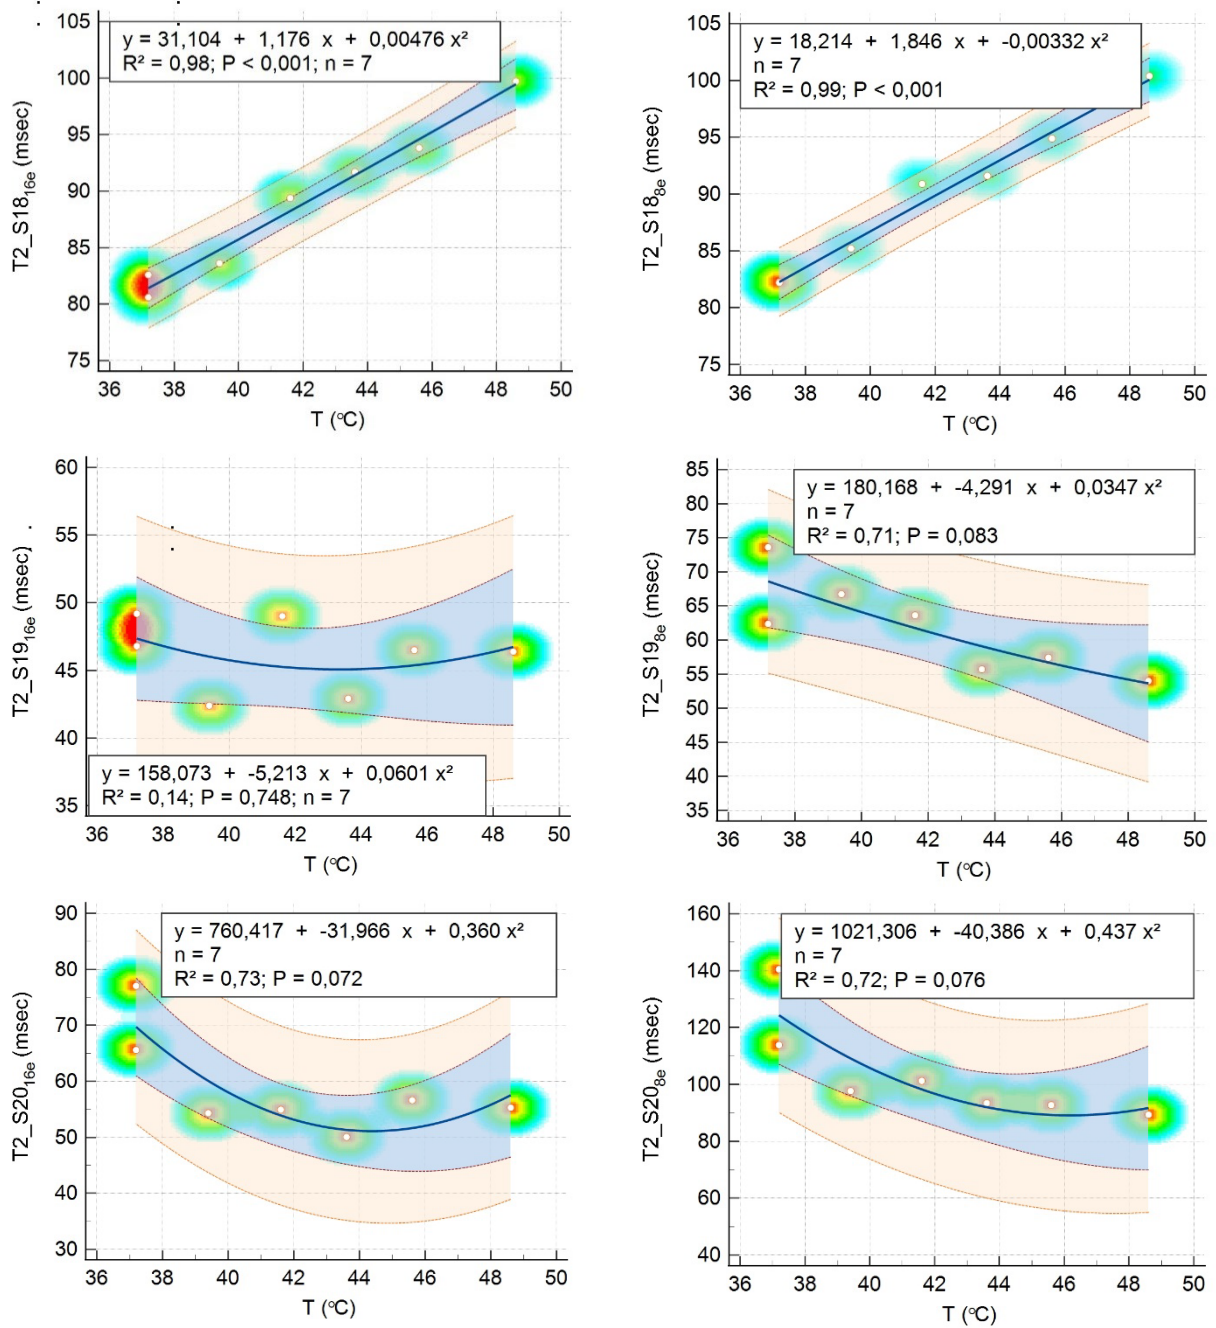 y = 31,104 + 1,176 x + 0,00476 x²
R² = 0,98; P < 0,001; n = 7
105
100
95
90
85
80
75
T2_S18₁₆ₑ (msec)
36 38 40 42 44 46 48 50
T (°C)
y = 18,214 + 1,846 x + -0,00332 x²
n = 7
R² = 0,99; P < 0,001
105
100
95
90
85
80
75
T2_S18₈ₑ (msec)
36 38 40 42 44 46 48 50
T (°C)
60
55
50
45
40
35
T2_S19₁₆ₑ (msec)
y = 158,073 + -5,213 x + 0,0601 x²
R² = 0,14; P = 0,748; n = 7
36 38 40 42 44 46 48 50
T (°C)
y = 180,168 + -4,291 x + 0,0347 x²
n = 7
R² = 0,71; P = 0,083
85
80
75
70
65
60
55
50
45
40
35
T2_S19₈ₑ (msec)
36 38 40 42 44 46 48 50
T (°C)
y = 760,417 + -31,966 x + 0,360 x²
n = 7
R² = 0,73; P = 0,072
90
80
70
60
50
40
30
T2_S20₁₆ₑ (msec)
36 38 40 42 44 46 48 50
T (°C)
y = 1021,306 + -40,386 x + 0,437 x²
n = 7
R² = 0,72; P = 0,076
160
140
120
100
80
60
40
T2_S20₈ₑ (msec)
36 38 40 42 44 46 48 50
T (°C)